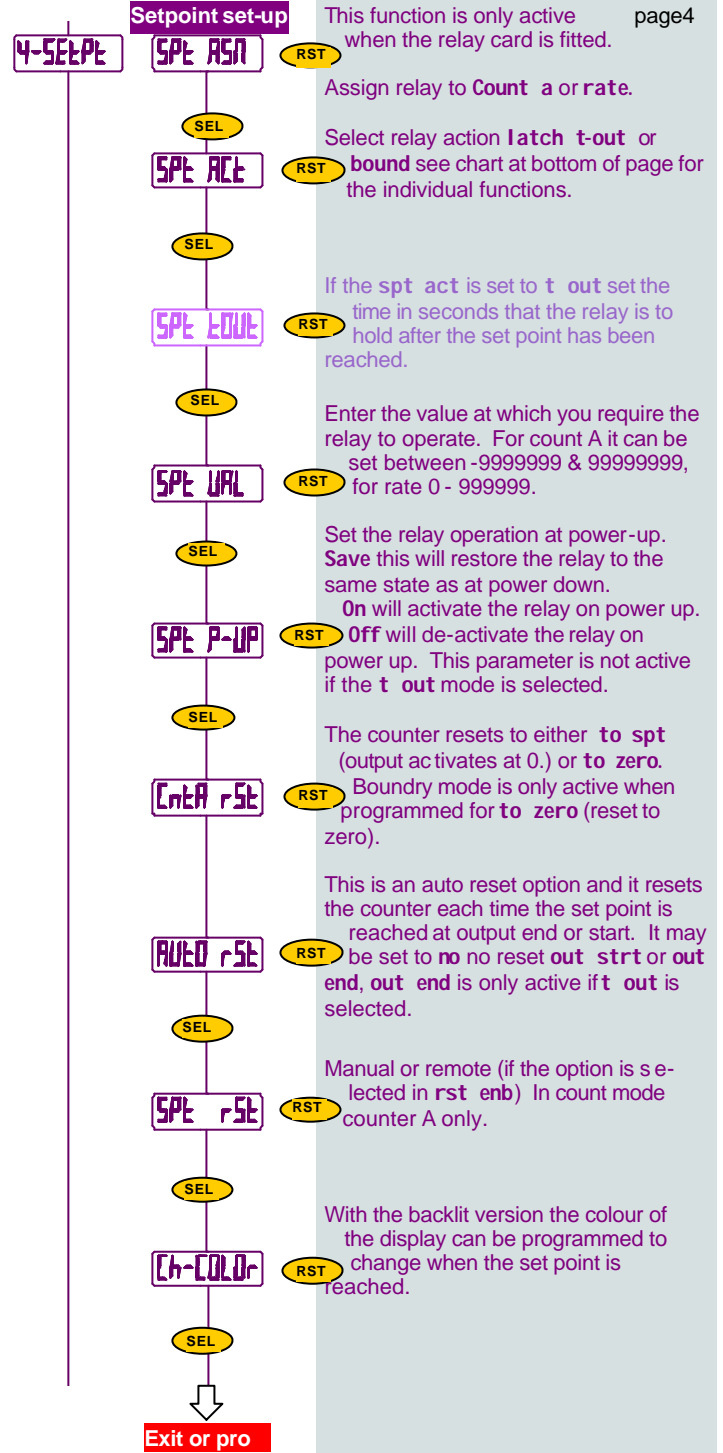 Setpoint set-up
This function is only active
page4
when the relay card is fitted.
4-SEtPt
SPt ASN
RST
Assign relay to Count a or rate.
SEL
Select relay action latch t-out or
SPt ACt
RST
bound see chart at bottom of page for
the individual functions.
SEL
If the spt act is set to t out set the
time in seconds that the relay is to
SPt tOUt
RST
hold after the set point has been
reached.
SEL
Enter the value at which you require the
relay to operate. For count A it can be
set between -9999999 & 99999999,
SPt UAL
RST
for rate 0 - 999999.
Set the relay operation at power-up.
SEL
Save this will restore the relay to the
same state as at power down.
On will activate the relay on power up.
SPt P-UP
RST
Off will de-activate the relay on
power up. This parameter is not active
if the t out mode is selected.
SEL
The counter resets to either to spt
(output ac tivates at 0.) or to zero.
CntA rSt
RST
Boundry mode is only active when
programmed for to zero (reset to
zero).
This is an auto reset option and it resets
the counter each time the set point is
reached at output end or start. It may
AUtO rSt
RST
be set to no no reset out strt or out
end, out end is only active if t out is
selected.
SEL
Manual or remote (if the option is s e-
lected in rst enb) In count mode
SPt rSt
RST
counter A only.
SEL
With the backlit version the colour of
the display can be programmed to
Ch-COLOr
RST
change when the set point is
reached.
SEL
Exit or pro